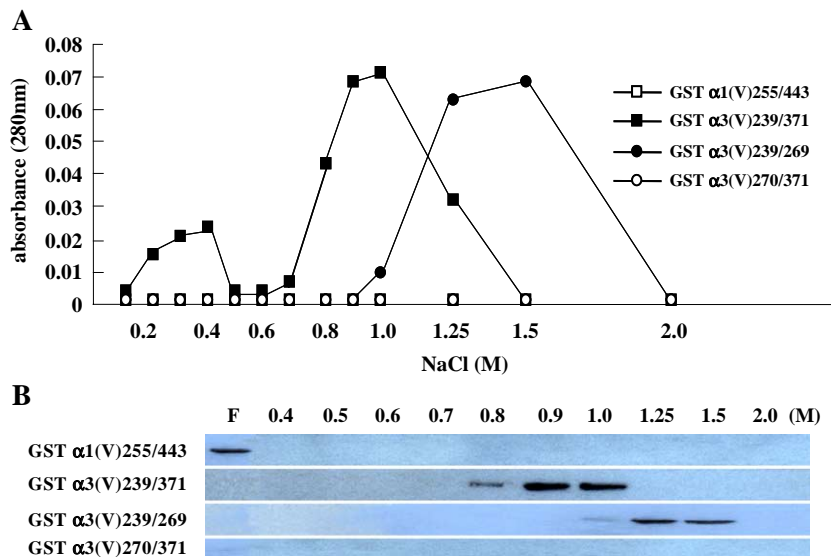 A
0.08
0.07
0.06
0.05
0.04
0.03
0.02
0.01
0
absorbance (280nm)
0.2 0.4 0.6 0.8 1.0 1.25 1.5 2.0
NaCl (M)
GST α1(V)255/443
GST α3(V)239/371
GST α3(V)239/269
GST α3(V)270/371
B
F 0.4 0.5 0.6 0.7 0.8 0.9 1.0 1.25 1.5 2.0 (M)
GST α1(V)255/443
GST α3(V)239/371
GST α3(V)239/269
GST α3(V)270/371